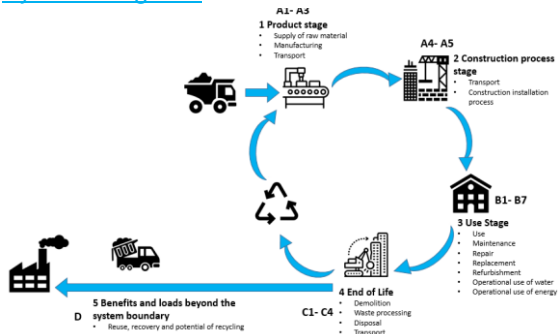 A1- A3
1 Product stage
• Supply of raw material
• Manufacturing
• Transport
A4- A5
2 Construction process
stage
• Transport
• Construction installation
process
B1- B7
3 Use Stage
• Use
• Maintenance
• Repair
• Replacement
• Refurbishment
• Operational use of water
• Operational use of energy
4 End of Life
C1- C4
• Demolition
• Waste processing
• Disposal
• Transport
5 Benefits and loads beyond the
D system boundary
• Reuse, recovery and potential of recycling